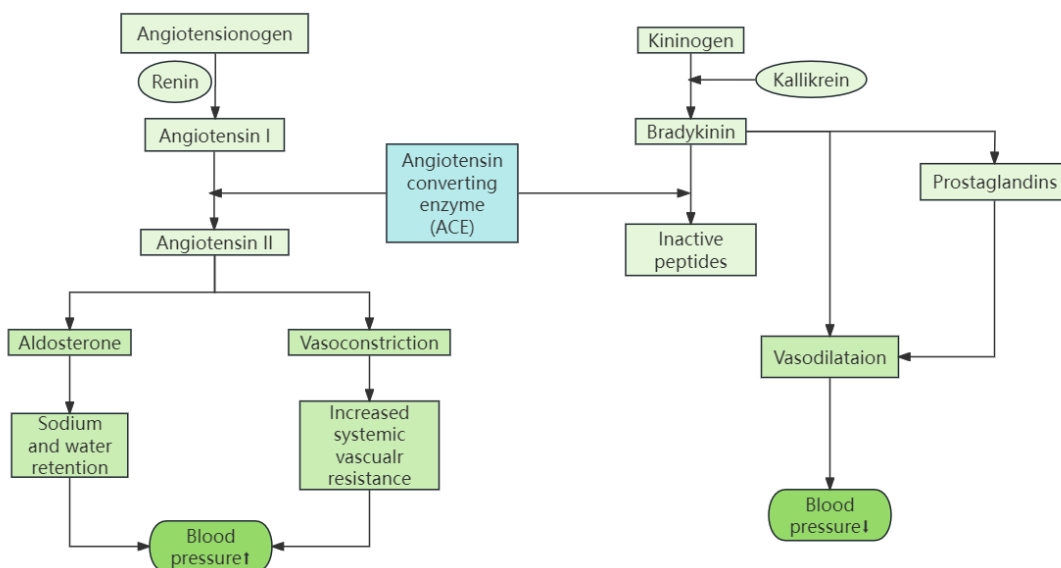 Angiotensionogen
Renin
Angiotensin I
Angiotensin II
Aldosterone
Vasoconstriction
Sodium
and water
retention
Increased
systemic
vascualr
resistance
Blood
pressure↑
Angiotensin
converting
enzyme
(ACE)
Kininogen
Kallikrein
Bradykinin
Prostaglandins
Inactive
peptides
Vasodilataion
Blood
pressure↓